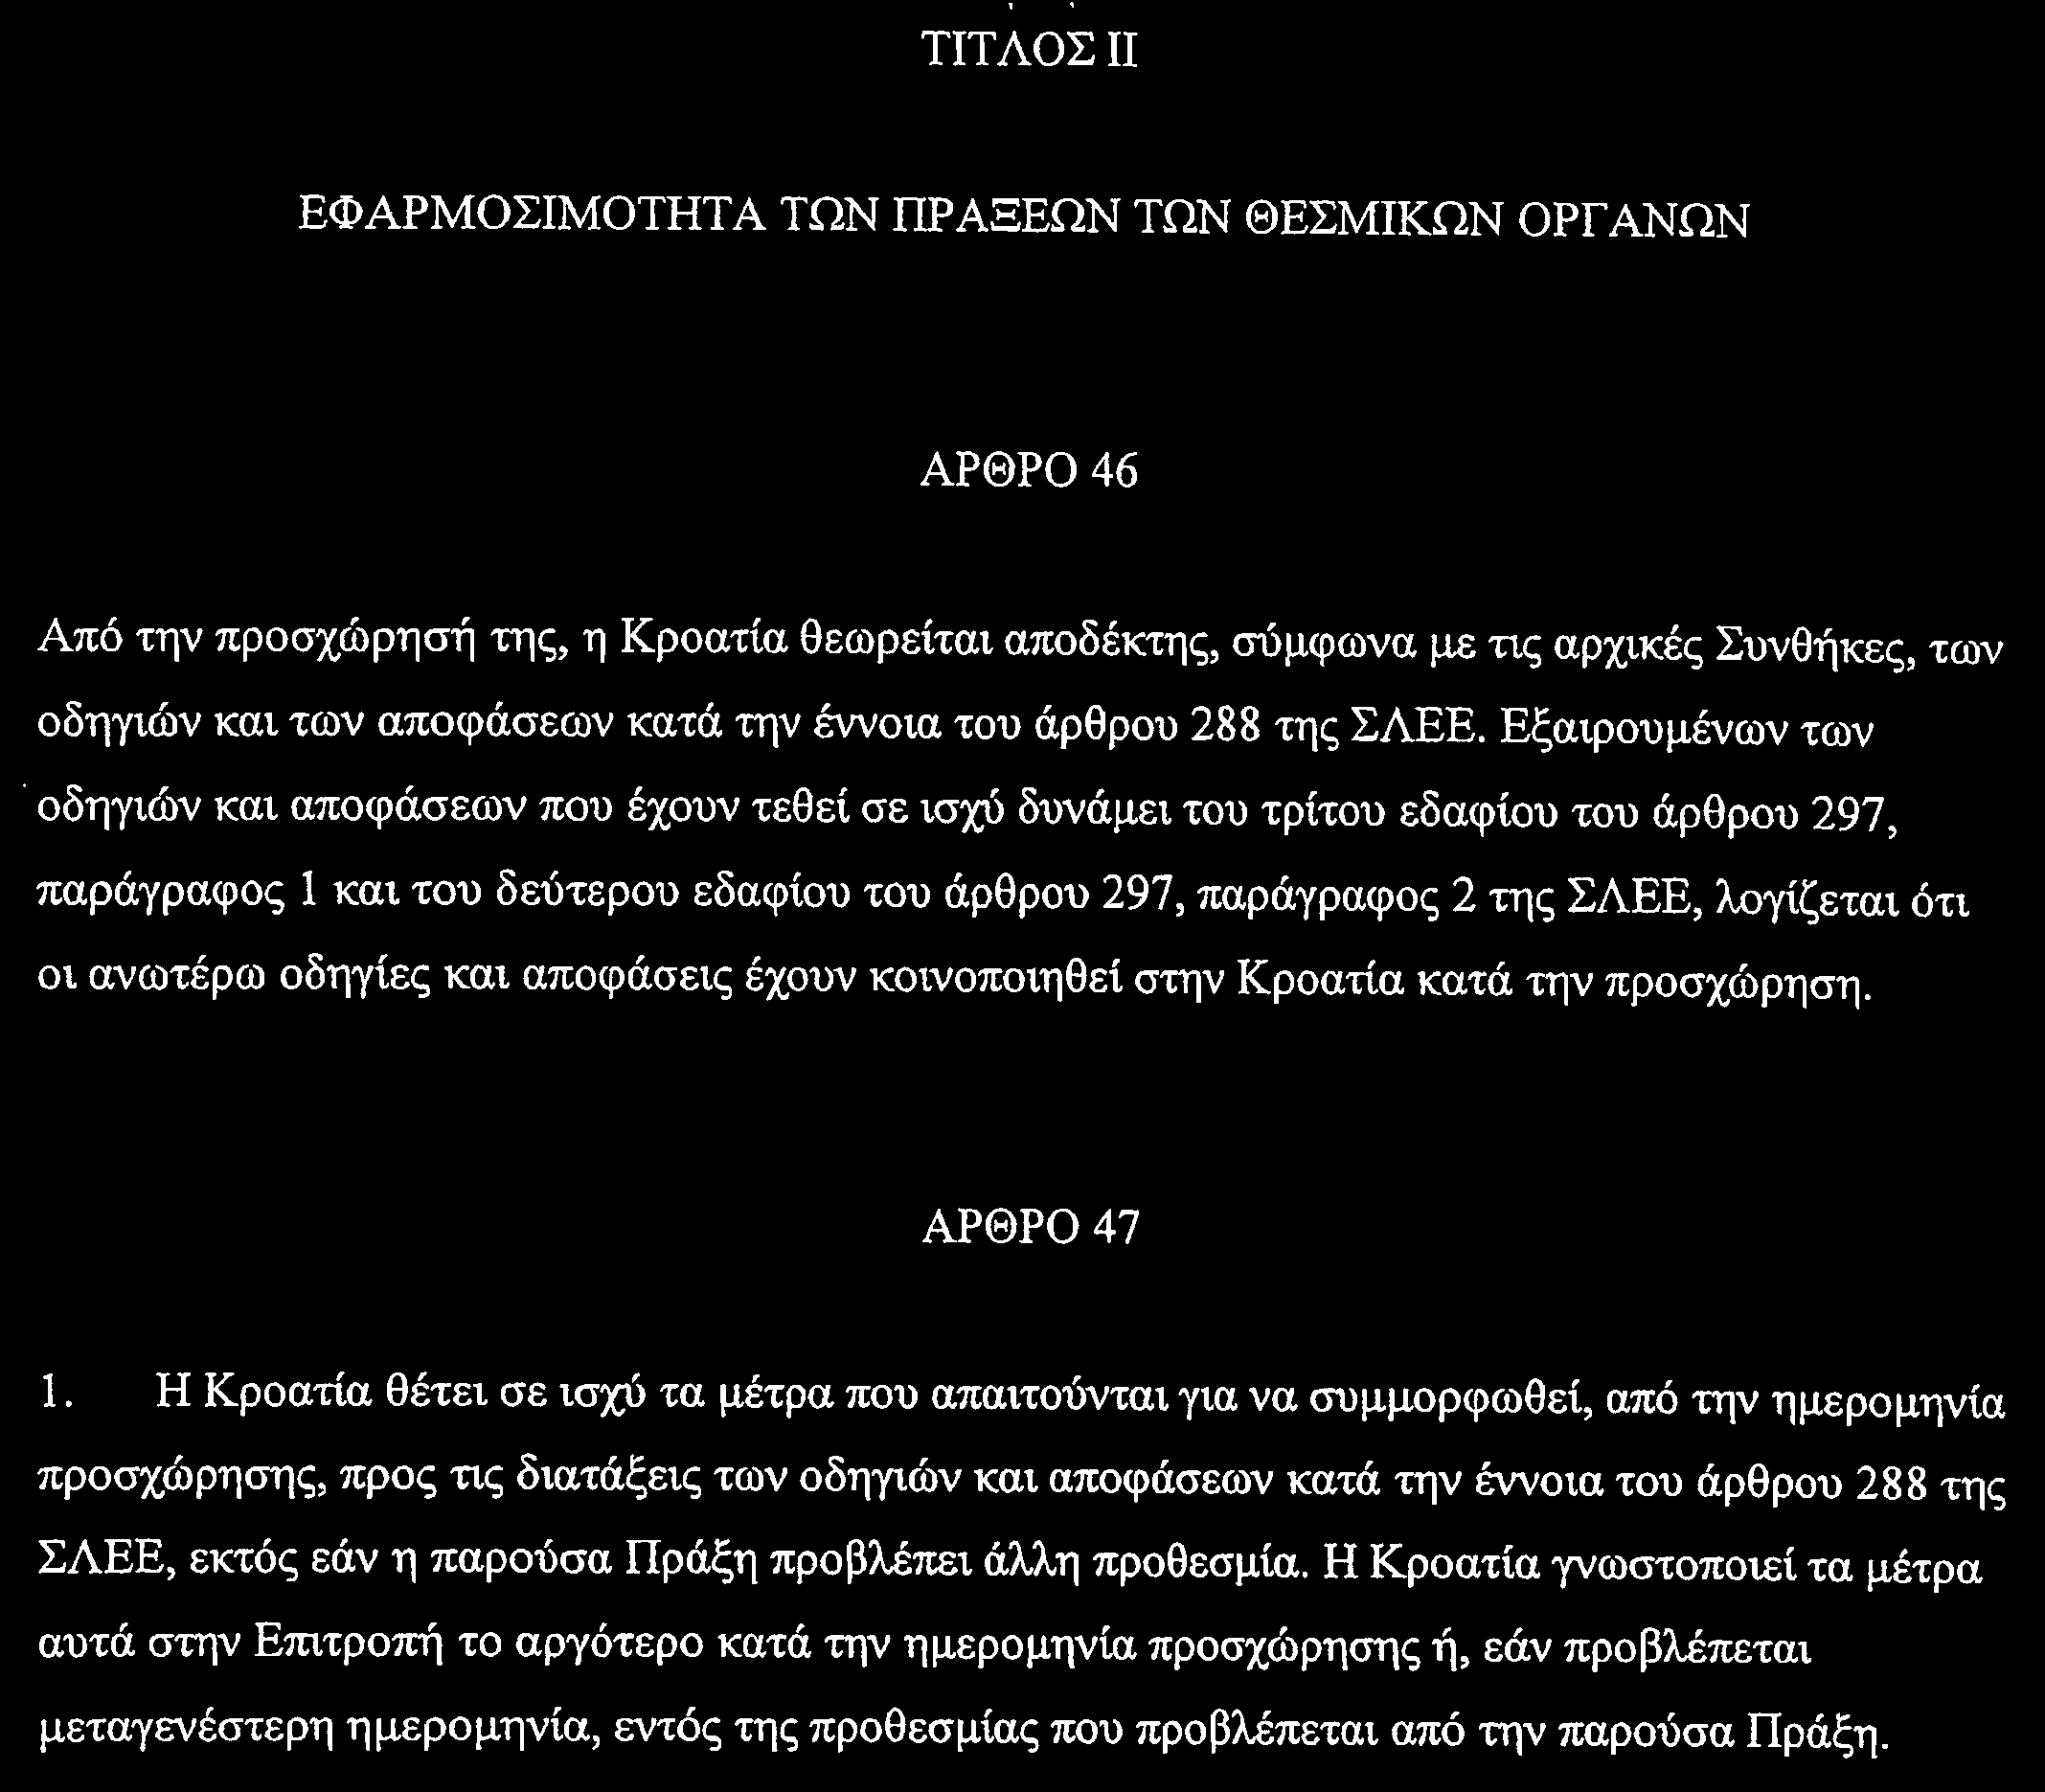 ΤΙΤΛΟΣ ΙΙ
ΕΦΑΡΜΟΣΙΜΟΤΗΤΑ ΤΩΝ ΠΡΑΞΕΩΝ ΤΩΝ ΘΕΣΜΙΚΩΝ ΟΡΓΑΝΩΝ
ΑΡΘΡΟ 46
Από την προσχώρησή της, η Κροατία θεωρείται αποδέκτης, σύμφωνα με τις αρχικές Συνθήκες, των
οδηγιών και των αποφάσεων κατά την έννοια του άρθρου 288 της ΣΛΕΕ. Εξαιρουμένων των
οδηγιών και αποφάσεων που έχουν τεθεί σε ισχύ δυνάμει του τρίτου εδαφίου του άρθρου 297,
παράγραφος 1 και του δεύτερου εδαφίου του άρθρου 297, παράγραφος 2 της ΣΛΕΕ, λογίζεται ότι
οι ανωτέρω οδηγίες και αποφάσεις έχουν κοινοποιηθεί στην Κροατία κατά την προσχώρηση.
ΑΡΘΡΟ 47
1. Η Κροατία θέτει σε ισχύ τα μέτρα που απαιτούνται για να συμμορφωθεί, από την ημερομηνία
προσχώρησης, προς τις διατάξεις των οδηγιών και αποφάσεων κατά την έννοια του άρθρου 288 της
ΣΛΕΕ, εκτός εάν η παρούσα Πράξη προβλέπει άλλη προθεσμία. Η Κροατία γνωστοποιεί τα μέτρα
αυτά στην Επιτροπή το αργότερο κατά την ημερομηνία προσχώρησης ή, εάν προβλέπεται
μεταγενέστερη ημερομηνία, εντός της προθεσμίας που προβλέπεται από την παρούσα Πράξη.